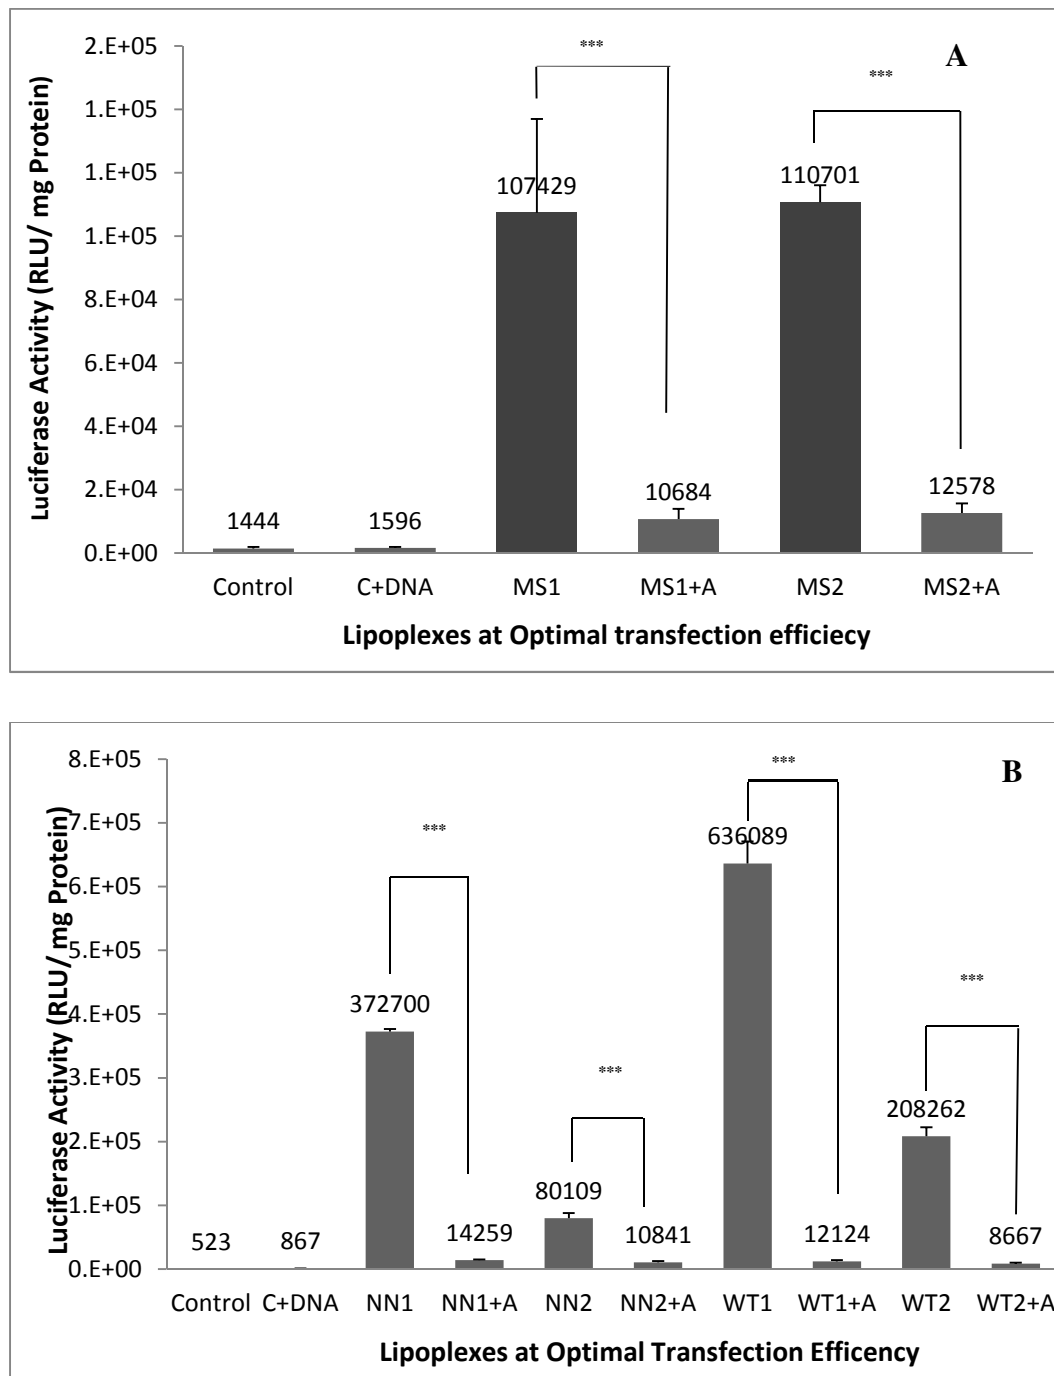 A
***
***
2.E+05
1.E+05
1.E+05
1.E+05
8.E+04
6.E+04
4.E+04
2.E+04
0.E+00
Luciferase Activity (RLU/ mg Protein)
1444
1596
107429
10684
110701
12578
Control C+DNA MS1 MS1+A MS2 MS2+A
Lipoplexes at Optimal transfection efficiecy
B
***
***
***
***
8.E+05
7.E+05
6.E+05
5.E+05
4.E+05
3.E+05
2.E+05
1.E+05
0.E+00
Luciferase Activity (RLU/ mg Protein)
523
867
372700
14259
80109
10841
636089
12124
208262
8667
Control C+DNA NN1 NN1+A NN2 NN2+A WT1 WT1+A WT2 WT2+A
Lipoplexes at Optimal Transfection Efficency